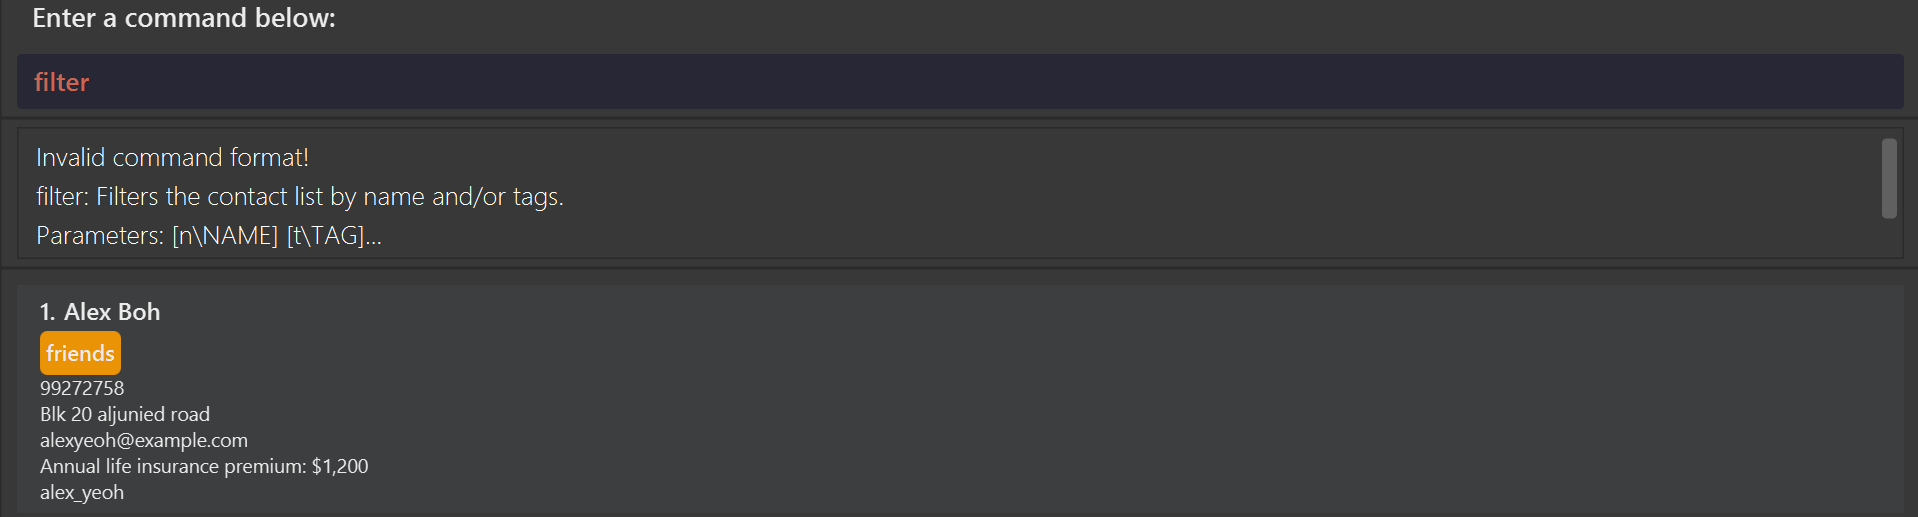 Enter a command below:
filter
Invalid command format!
filter: Filters the contact list by name and/or tags.
Parameters: [n\NAME] [t\TAG]...
1. Alex Boh
friends
99272758
Blk 20 aljunied road
alexyeoh@example.com
Annual life insurance premium: $1,200
alex_yeoh